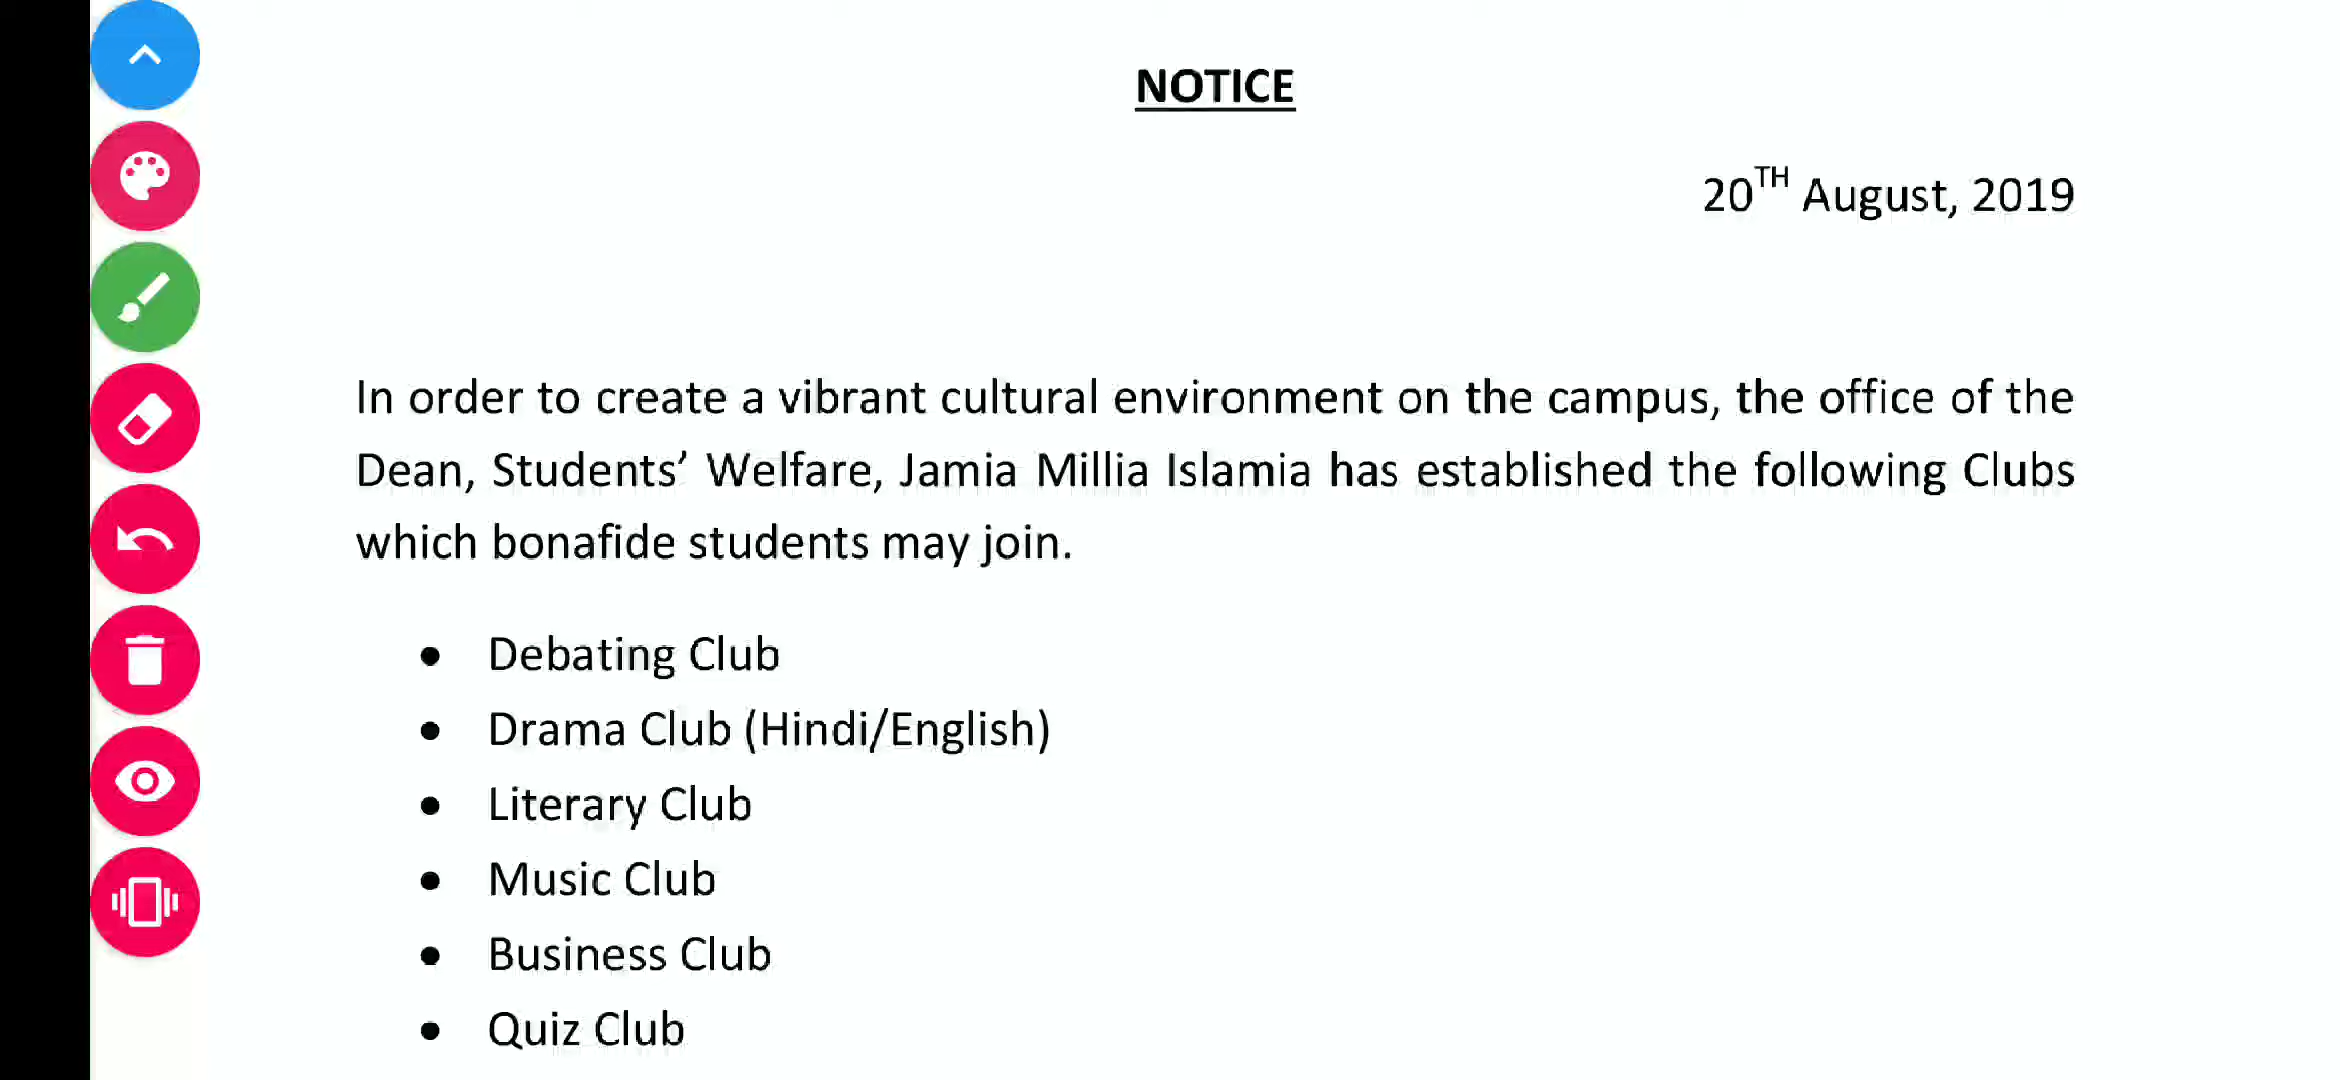 NOTICE
20TH August, 2019
In order to create a vibrant cultural environment on the campus, the office of the
Dean, Students’ Welfare, Jamia Millia Islamia has established the following Clubs
which bonafide students may join.
• Debating Club
• Drama Club (Hindi/English)
• Literary Club
• Music Club
• Business Club
• Quiz Club